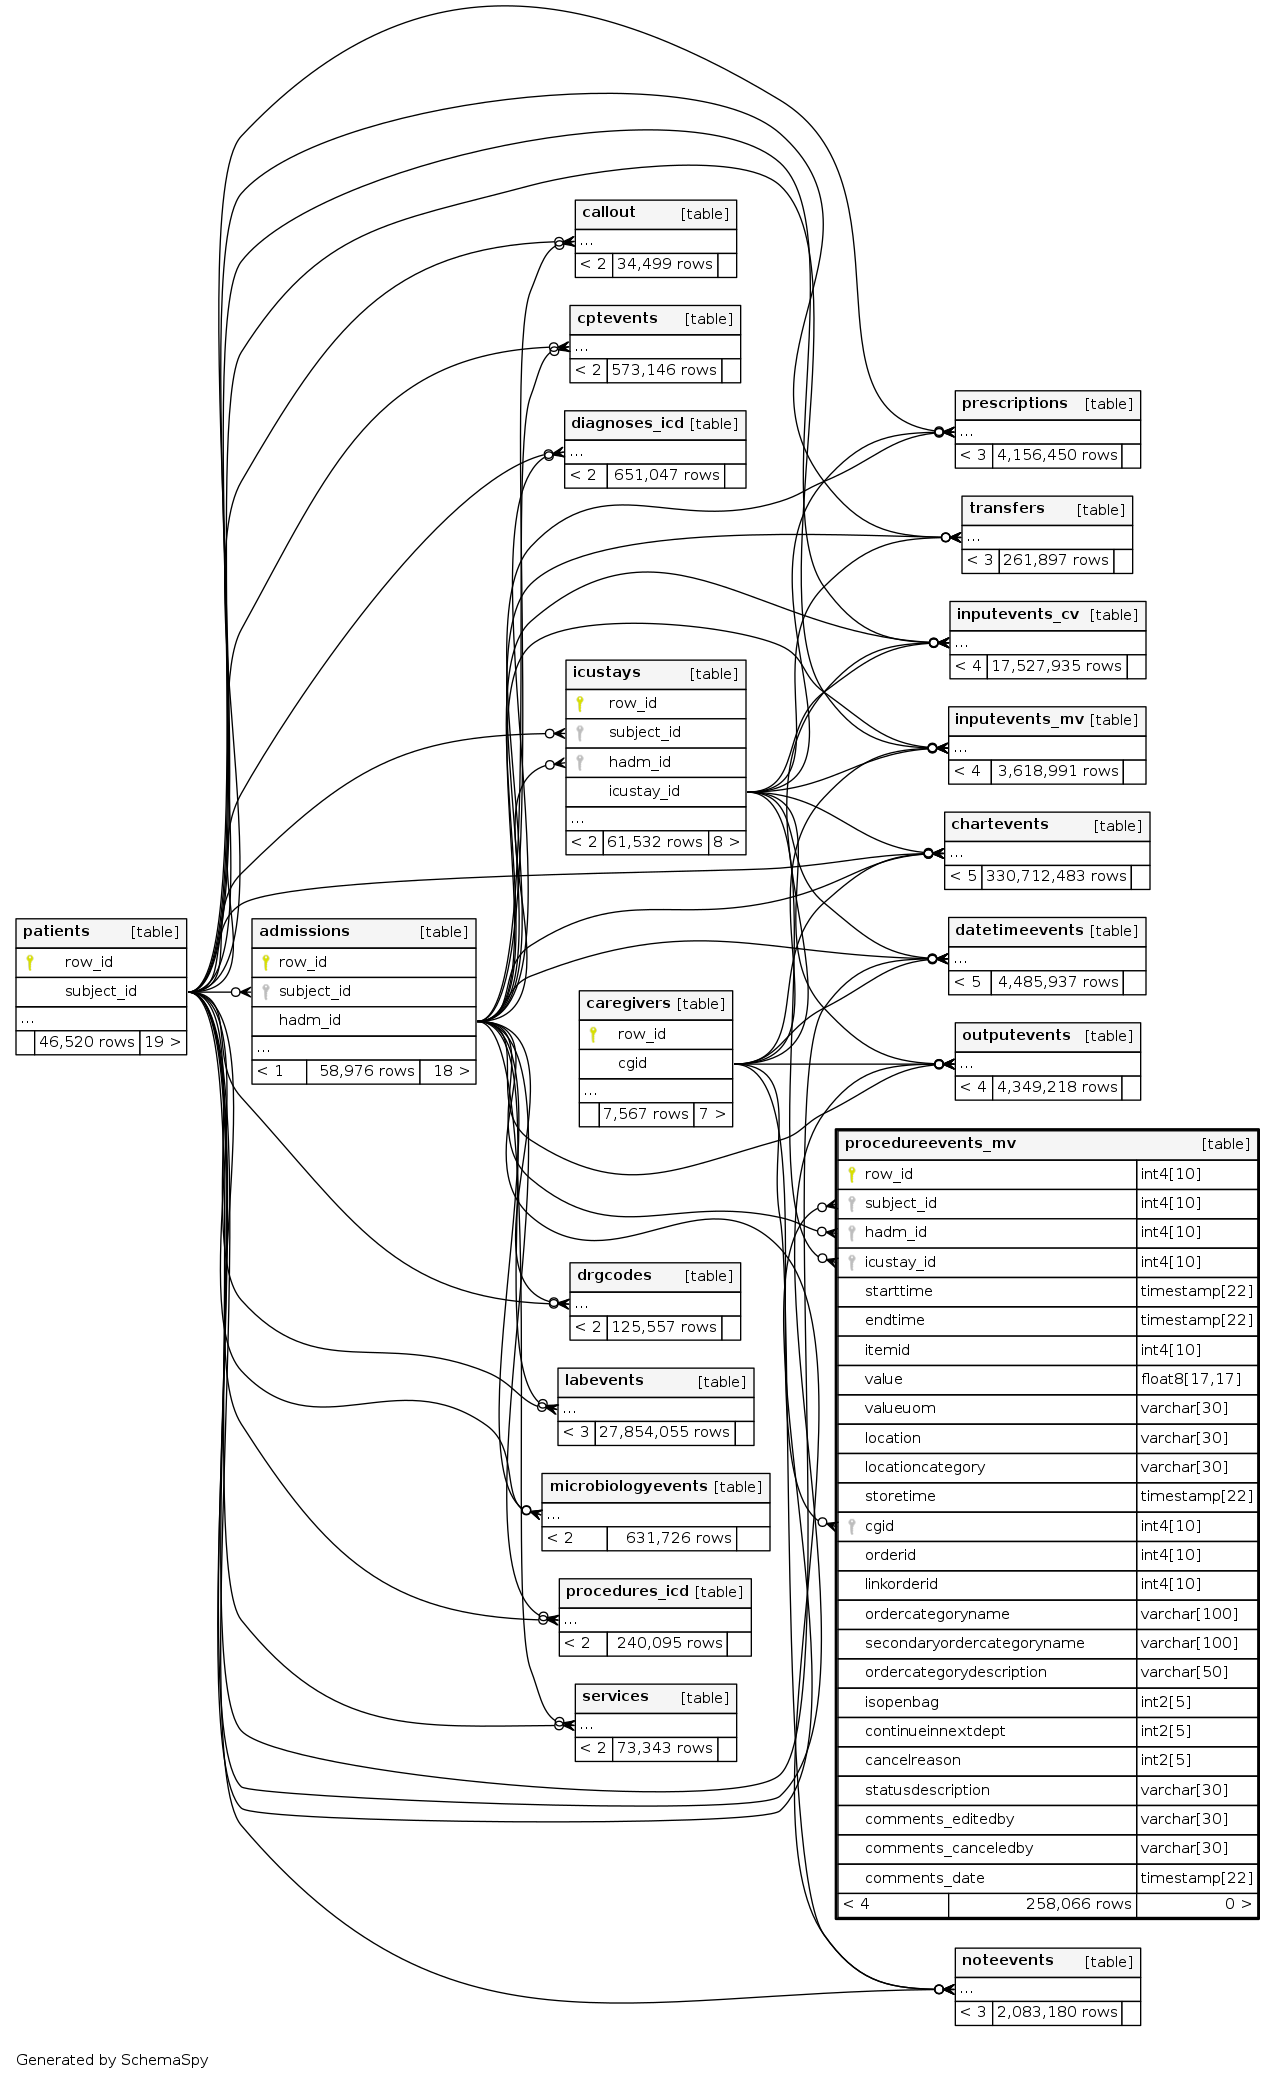 callout [table]
...
< 2 34,499 rows
cptevents [table]
...
< 2 573,146 rows
diagnoses_icd [table]
...
< 2 651,047 rows
prescriptions [table]
...
< 3 4,156,450 rows
transfers [table]
...
< 3 261,897 rows
inputevents_cv [table]
...
< 4 17,527,935 rows
icustays [table]
row_id
subject_id
hadm_id
icustay_id
...
< 2 61,532 rows 8 >
inputevents_mv [table]
...
< 4 3,618,991 rows
chartevents [table]
...
< 5 330,712,483 rows
patients [table]
row_id
subject_id
...
46,520 rows 19 >
admissions [table]
row_id
subject_id
hadm_id
...
< 1 58,976 rows 18 >
datetimeevents [table]
...
< 5 4,485,937 rows
caregivers [table]
row_id
cgid
...
7,567 rows 7 >
outputevents [table]
...
< 4 4,349,218 rows
procedureevents_mv [table]
row_id int4[10]
subject_id int4[10]
hadm_id int4[10]
icustay_id int4[10]
starttime timestamp[22]
endtime timestamp[22]
itemid int4[10]
value float8[17,17]
valueuom varchar[30]
location varchar[30]
locationcategory varchar[30]
storetime timestamp[22]
cgid int4[10]
orderid int4[10]
linkorderid int4[10]
ordercategoryname varchar[100]
secondaryordercategoryname varchar[100]
ordercategorydescription varchar[50]
isopenbag int2[5]
continueinnextdept int2[5]
cancelreason int2[5]
statusdescription varchar[30]
comments_editedby varchar[30]
comments_canceledby varchar[30]
comments_date timestamp[22]
< 4 258,066 rows 0 >
drgcodes [table]
...
< 2 125,557 rows
labevents [table]
...
< 3 27,854,055 rows
microbiologyevents [table]
...
< 2 631,726 rows
procedures_icd [table]
...
< 2 240,095 rows
services [table]
...
< 2 73,343 rows
noteevents [table]
...
< 3 2,083,180 rows
Generated by SchemaSpy